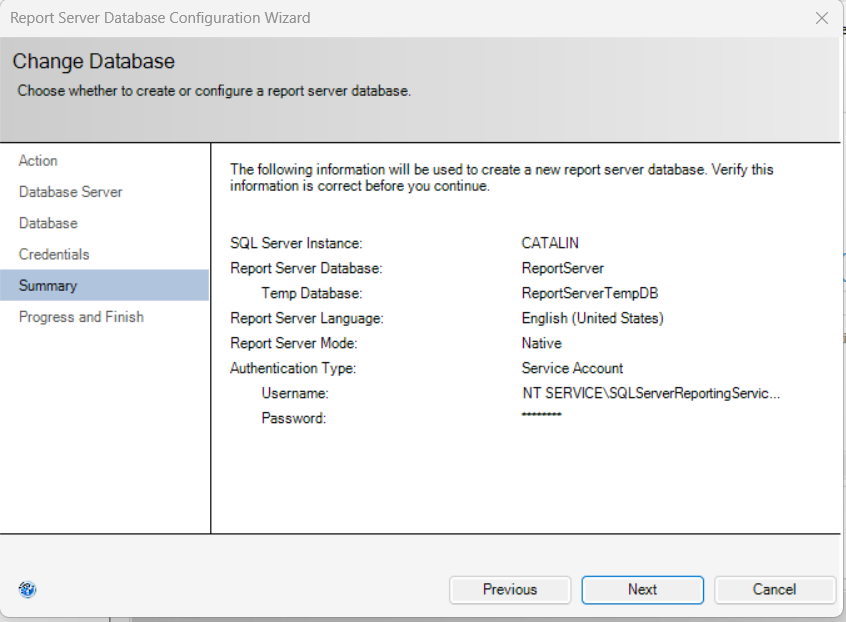 Report Server Database Configuration Wizard
Change Database
Choose whether to create or configure a report server database.
Action
Database Server
Database
Credentials
Summary
Progress and Finish
The following information will be used to create a new report server database. Verify this
information is correct before you continue.
SQL Server Instance: CATALIN
Report Server Database: ReportServer
Temp Database: ReportServerTempDB
Report Server Language: English (United States)
Report Server Mode: Native
Authentication Type: Service Account
Username: NT SERVICE\SQLServerReportingServic...
Password: ********
Previous
Next
Cancel